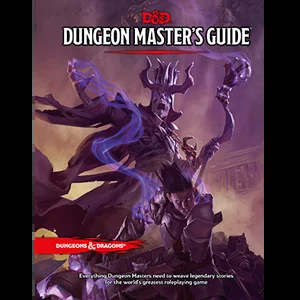 D&D
DUNGEON MASTER'S GUIDE
DUNGEONS & DRAGONS®
Everything Dungeon Masters need to weave legendary stories
for the world's greatest roleplaying game